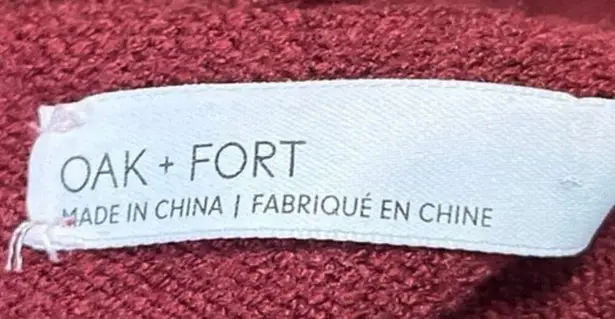 OAK + FORT
MADE IN CHINA | FABRIQUÉ EN CHINE